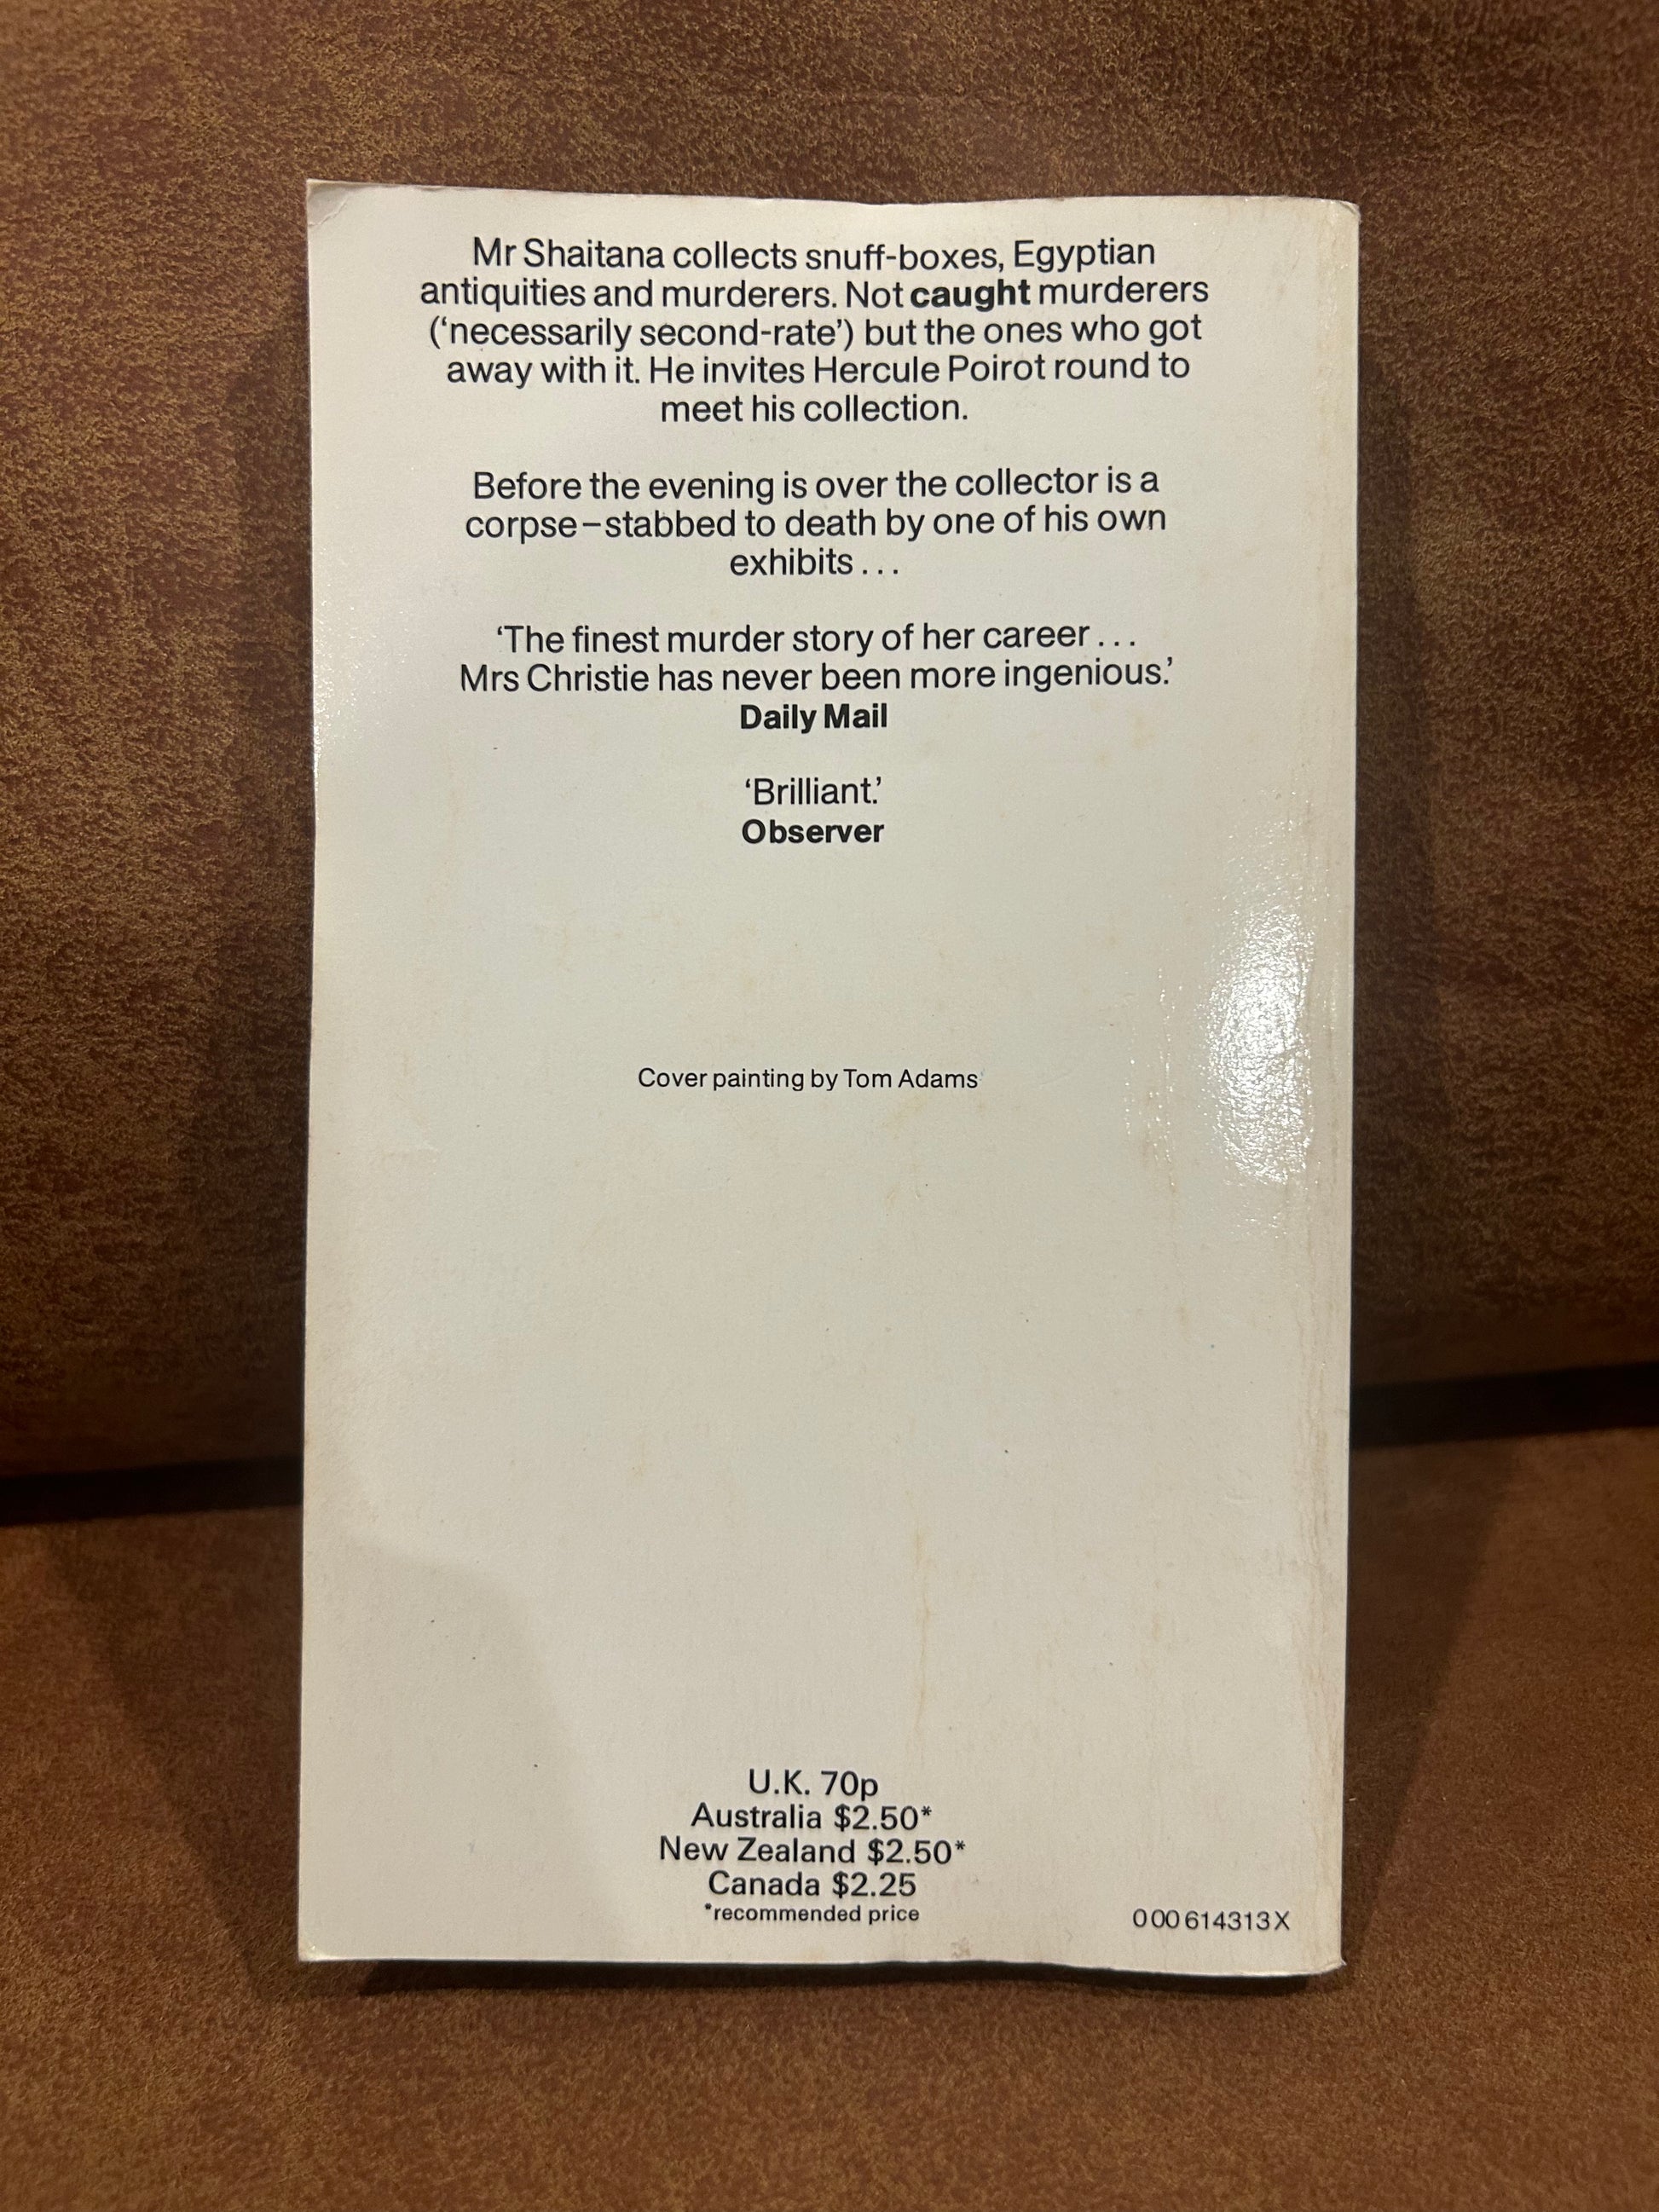 Mr Shaitana collects snuff-boxes, Egyptian
antiquities and murderers. Not caught murderers
(‘necessarily second-rate’) but the ones who got
away with it. He invites Hercule Poirot round to
meet his collection.
Before the evening is over the collector is a
corpse–stabbed to death by one of his own
exhibits...
‘The finest murder story of her career...
Mrs Christie has never been more ingenious.’
Daily Mail
‘Brilliant.’
Observer
Cover painting by Tom Adams
U.K. 70p
Australia $2.50*
New Zealand $2.50*
Canada $2.25
*recommended price
0 00 614313 X